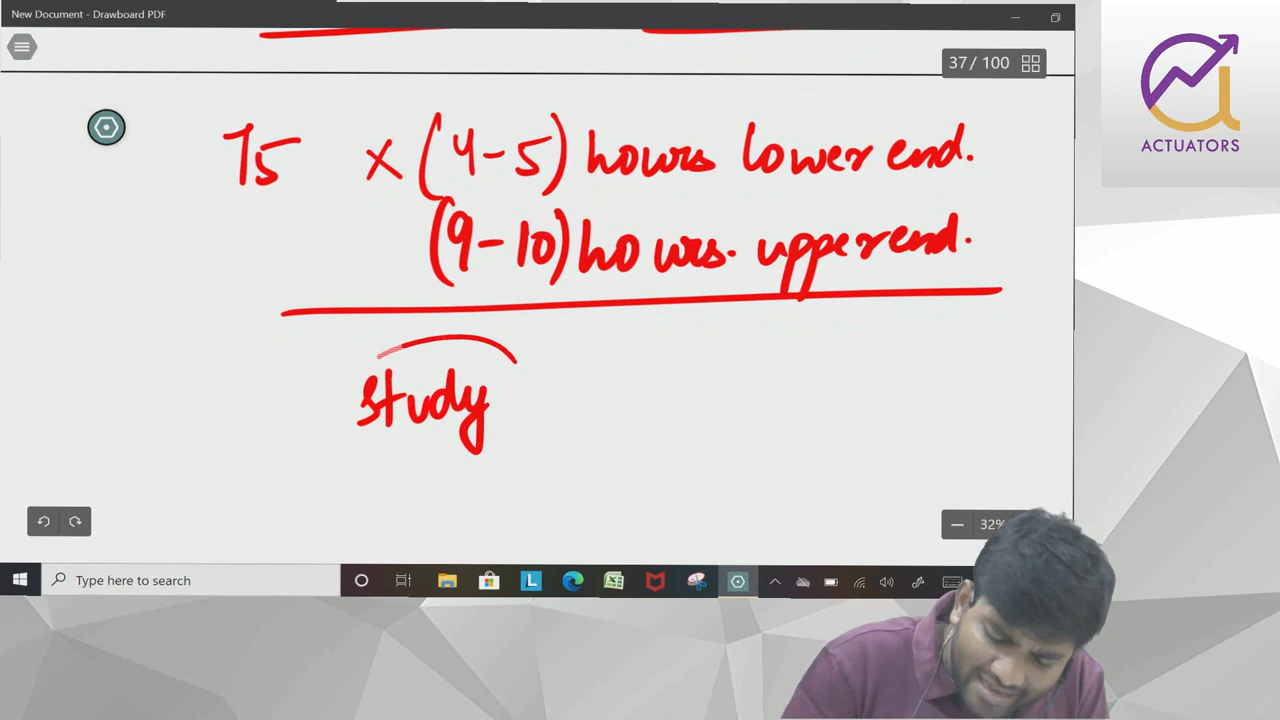 New Document - Drawboard PDF
37 / 100
ACTUATORS
75 × (4-5) hours lower end.
(9-10) hours. upper end.
study
32%
Type here to search